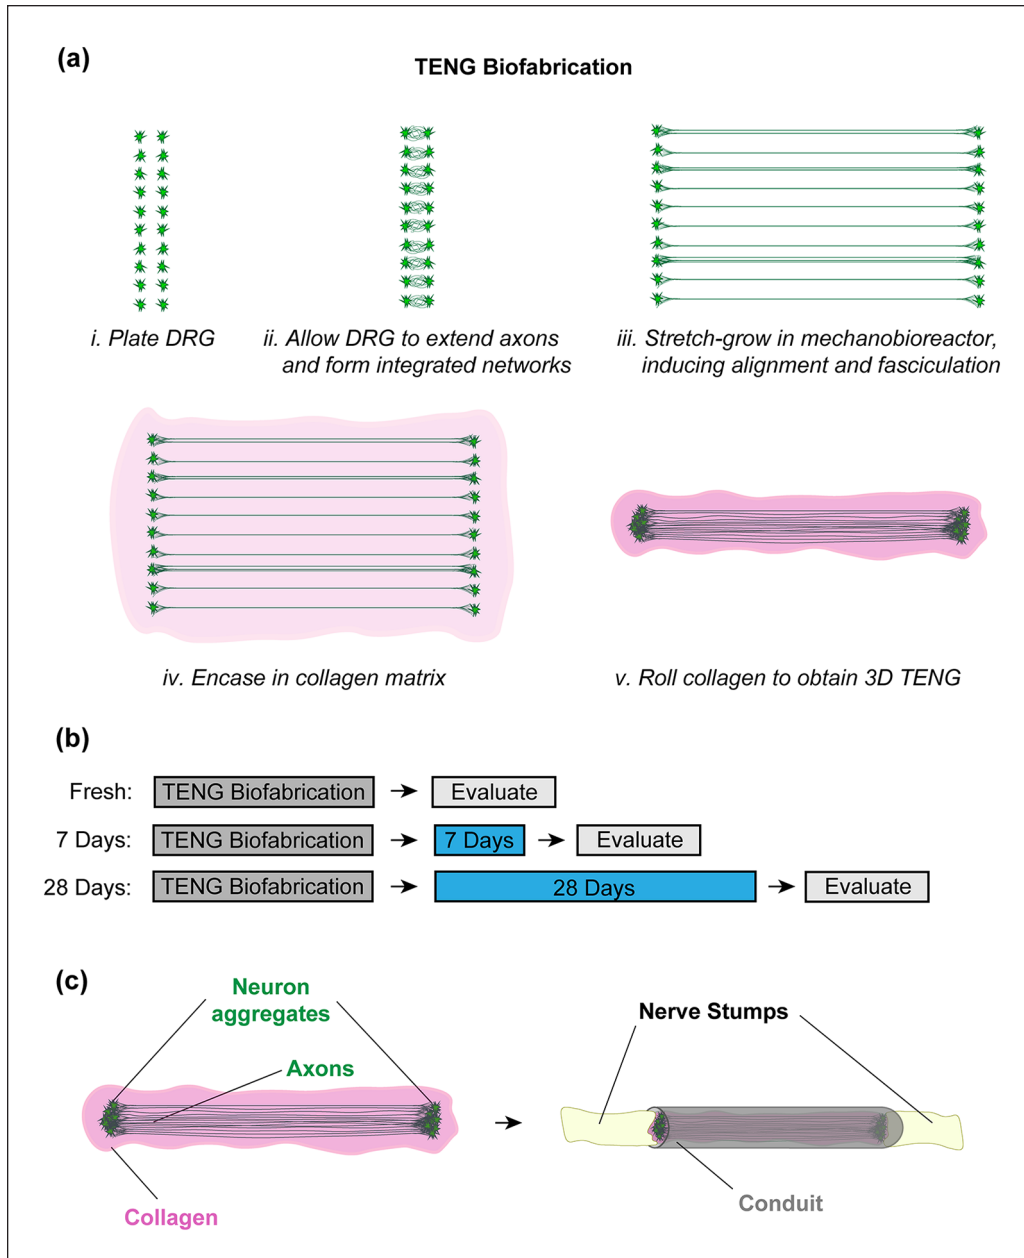 (a)
TENG Biofabrication
i. Plate DRG
ii. Allow DRG to extend axons
and form integrated networks
iii. Stretch-grow in mechanobioreactor,
inducing alignment and fasciculation
iv. Encase in collagen matrix
v. Roll collagen to obtain 3D TENG
(b)
Fresh: TENG Biofabrication Evaluate
7 Days: TENG Biofabrication 7 Days Evaluate
28 Days: TENG Biofabrication 28 Days Evaluate
(c)
Neuron
aggregates
Axons
Collagen
Nerve Stumps
Conduit